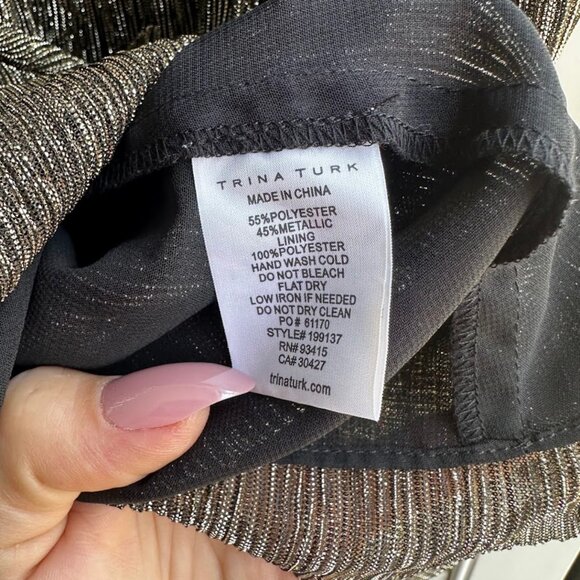 TRINA TURK
MADE IN CHINA
55%POLYESTER
45%METALLIC
LINING
100%POLYESTER
HAND WASH COLD
DO NOT BLEACH
FLAT DRY
LOW IRON IF NEEDED
DO NOT DRY CLEAN
PO# 61170
STYLE# 199137
RN# 93415
CA# 30427
trinaturk.com